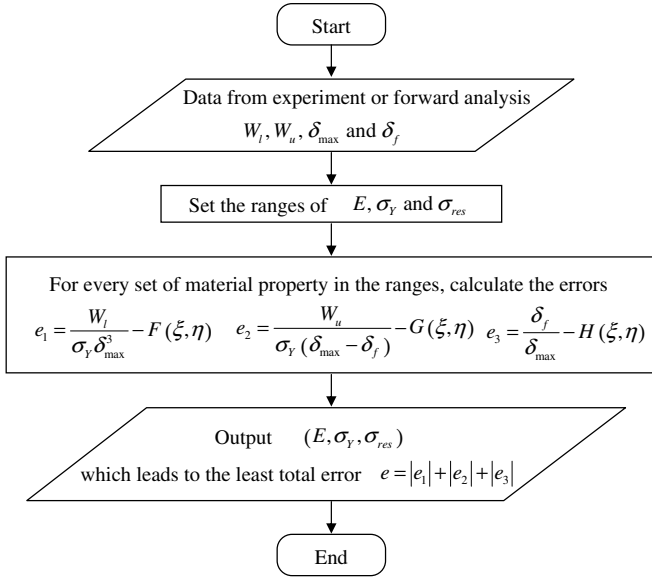 Start
Data from experiment or forward analysis
W_l, W_u, δ_max and δ_f
Set the ranges of E, σ_Y and σ_res
For every set of material property in the ranges, calculate the errors
e_1 = W_l / (σ_Y δ_max^3) − F(ξ,η) e_2 = W_u / (σ_Y (δ_max − δ_f)) − G(ξ,η) e_3 = δ_f / δ_max − H(ξ,η)
Output (E, σ_Y, σ_res)
which leads to the least total error e = |e_1| + |e_2| + |e_3|
End